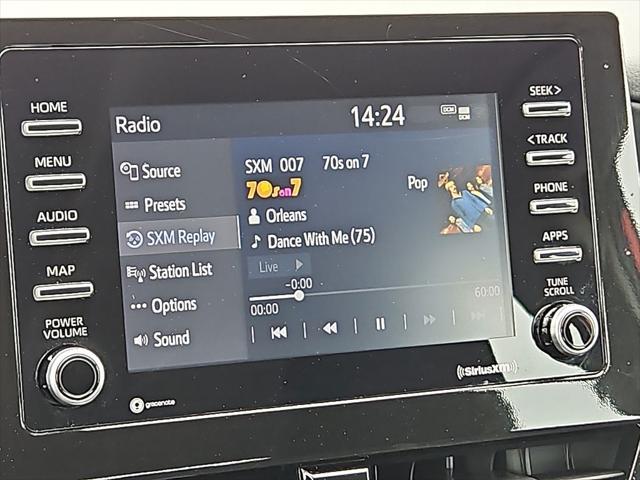 HOME
MENU
AUDIO
MAP
POWER
VOLUME
Radio
14:24
DCM
DCM
Source
Presets
SXM Replay
Station List
Options
Sound
SXM 007 70s on 7
70s on 7
Pop
Orleans
Dance With Me (75)
Live
-0:00
00:00
60:00
gracenote
((SiriusXM))
SEEK >
< TRACK
PHONE
APPS
TUNE
SCROLL